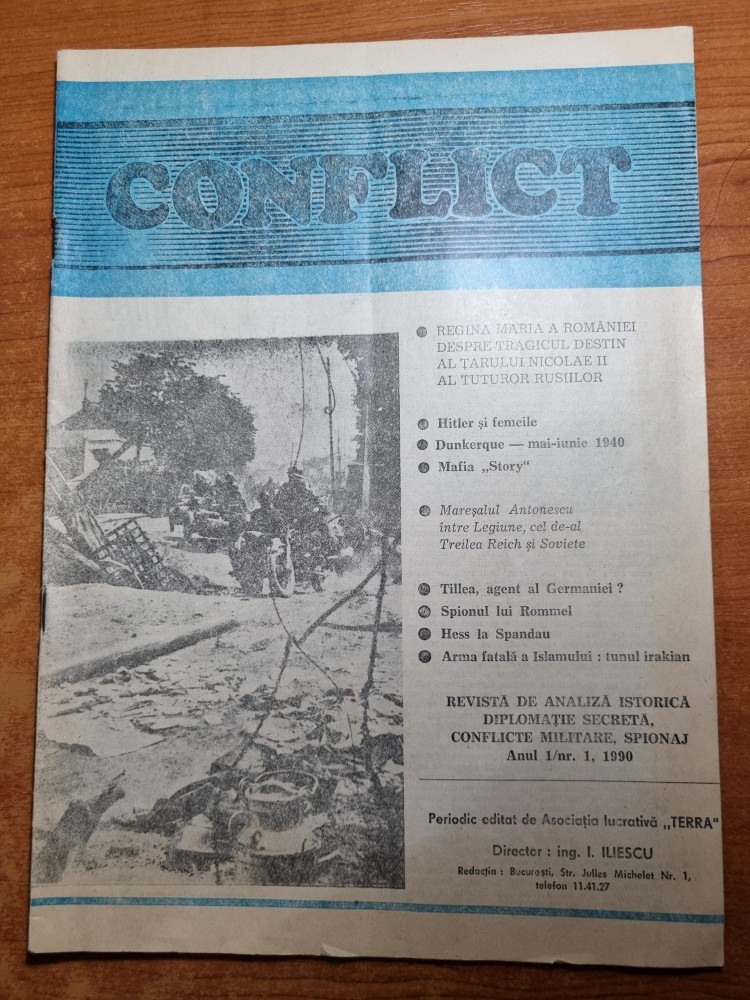 CONFLICT
REGINA MARIA A ROMÂNIEI
DESPRE TRAGICUL DESTIN
AL ȚARULUI NICOLAE II
AL TUTUROR RUSIILOR
Hitler și femeile
Dunkerque — mai-iunie 1940
Mafia „Story"
Mareșalul Antonescu
între Legiune, cel de-al
Treilea Reich și Soviete
Tillea, agent al Germaniei ?
Spionul lui Rommel
Hess la Spandau
Arma fatală a Islamului : tunul irakian
REVISTĂ DE ANALIZĂ ISTORICĂ
DIPLOMAȚIE SECRETĂ,
CONFLICTE MILITARE, SPIONAJ
Anul 1/nr. 1, 1990
Periodic editat de Asociația lucrativă „TERRA"
Director : ing. I. ILIESCU
Redacția : București, Str. Julles Michelet Nr. 1,
telefon 11.41.27